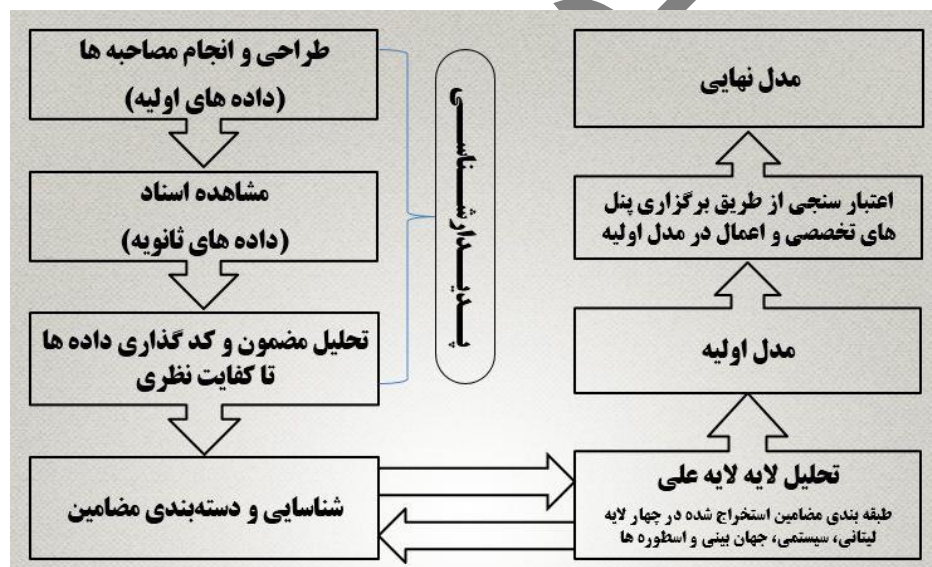 طراحی و انجام مصاحبه ها
(داده های اولیه)
مشاهده اسناد
(داده های ثانویه)
تحلیل مضمون و کد گذاری داده ها
تا کفایت نظری
شناسایی و دسته‌بندی مضامین
پدیدارشناسی
مدل نهایی
اعتبار سنجی از طریق برگزاری پنل
های تخصصی و اعمال در مدل اولیه
مدل اولیه
تحلیل لایه لایه علی
طبقه بندی مضامین استخراج شده در چهار لایه
لیتانی، سیستمی، جهان بینی و اسطوره ها